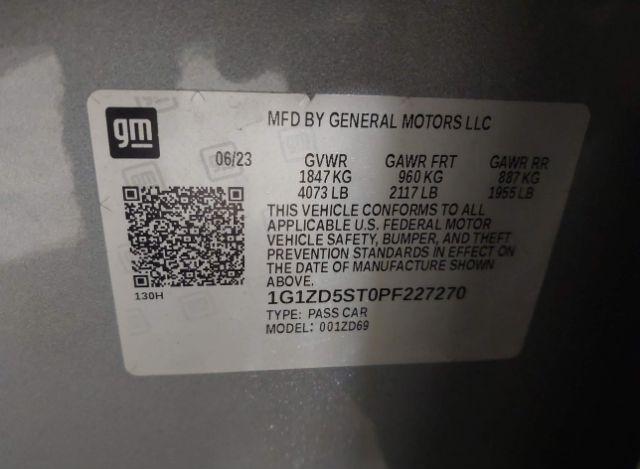 gm
MFD BY GENERAL MOTORS LLC
06/23 GVWR GAWR FRT GAWR RR
1847 KG 960 KG 887 KG
4073 LB 2117 LB 1955 LB
THIS VEHICLE CONFORMS TO ALL
APPLICABLE U.S. FEDERAL MOTOR
VEHICLE SAFETY, BUMPER, AND THEFT
PREVENTION STANDARDS IN EFFECT ON
THE DATE OF MANUFACTURE SHOWN
ABOVE.
130H
1G1ZD5ST0PF227270
TYPE: PASS CAR
MODEL: 001ZD69